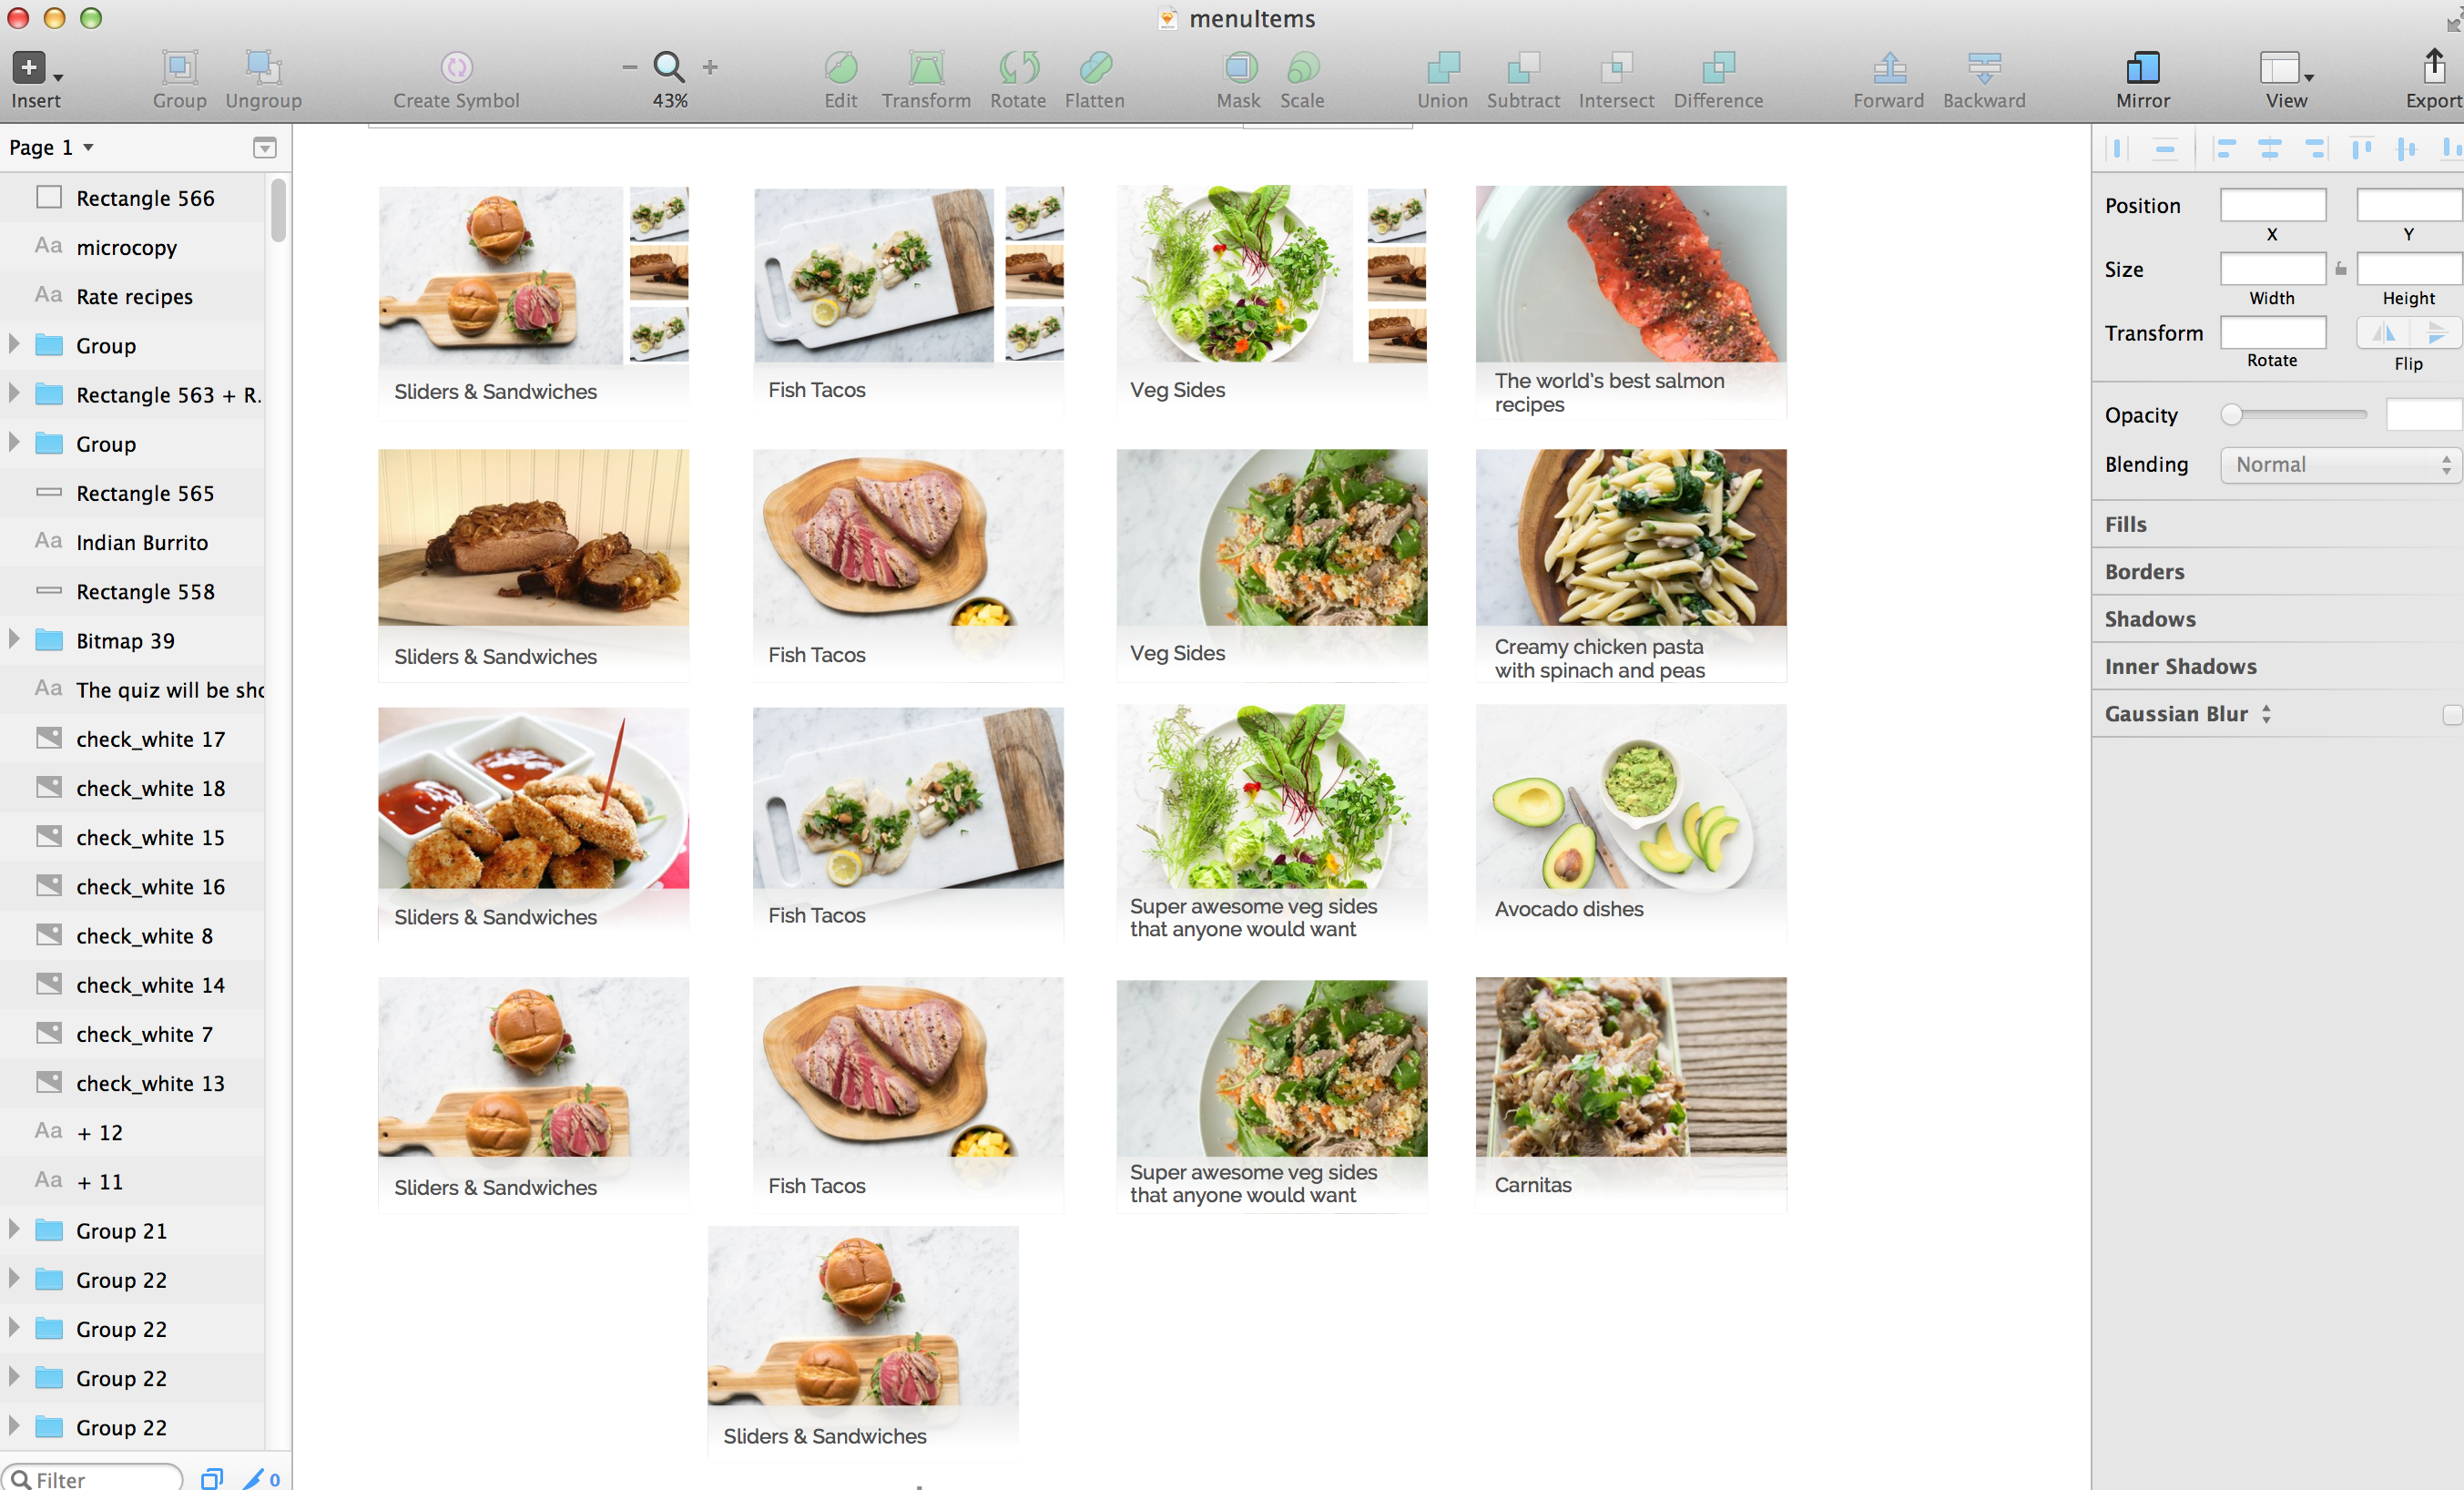 menuItems
Insert
Group
Ungroup
Create Symbol
43%
Edit
Transform
Rotate
Flatten
Mask
Scale
Union
Subtract
Intersect
Difference
Forward
Backward
Mirror
View
Export
Page 1
Rectangle 566
Aa microcopy
Aa Rate recipes
Group
Rectangle 563 + R.
Group
Rectangle 565
Aa Indian Burrito
Rectangle 558
Bitmap 39
Aa The quiz will be sho
check_white 17
check_white 18
check_white 15
check_white 16
check_white 8
check_white 14
check_white 7
check_white 13
Aa + 12
Aa + 11
Group 21
Group 22
Group 22
Group 22
Group 22
Filter
0
Sliders & Sandwiches
Fish Tacos
Veg Sides
The world's best salmon
recipes
Sliders & Sandwiches
Fish Tacos
Veg Sides
Creamy chicken pasta
with spinach and peas
Sliders & Sandwiches
Fish Tacos
Super awesome veg sides
that anyone would want
Avocado dishes
Sliders & Sandwiches
Fish Tacos
Super awesome veg sides
that anyone would want
Carnitas
Sliders & Sandwiches
Position
X
Y
Size
Width
Height
Transform
Rotate
Flip
Opacity
Blending
Normal
Fills
Borders
Shadows
Inner Shadows
Gaussian Blur